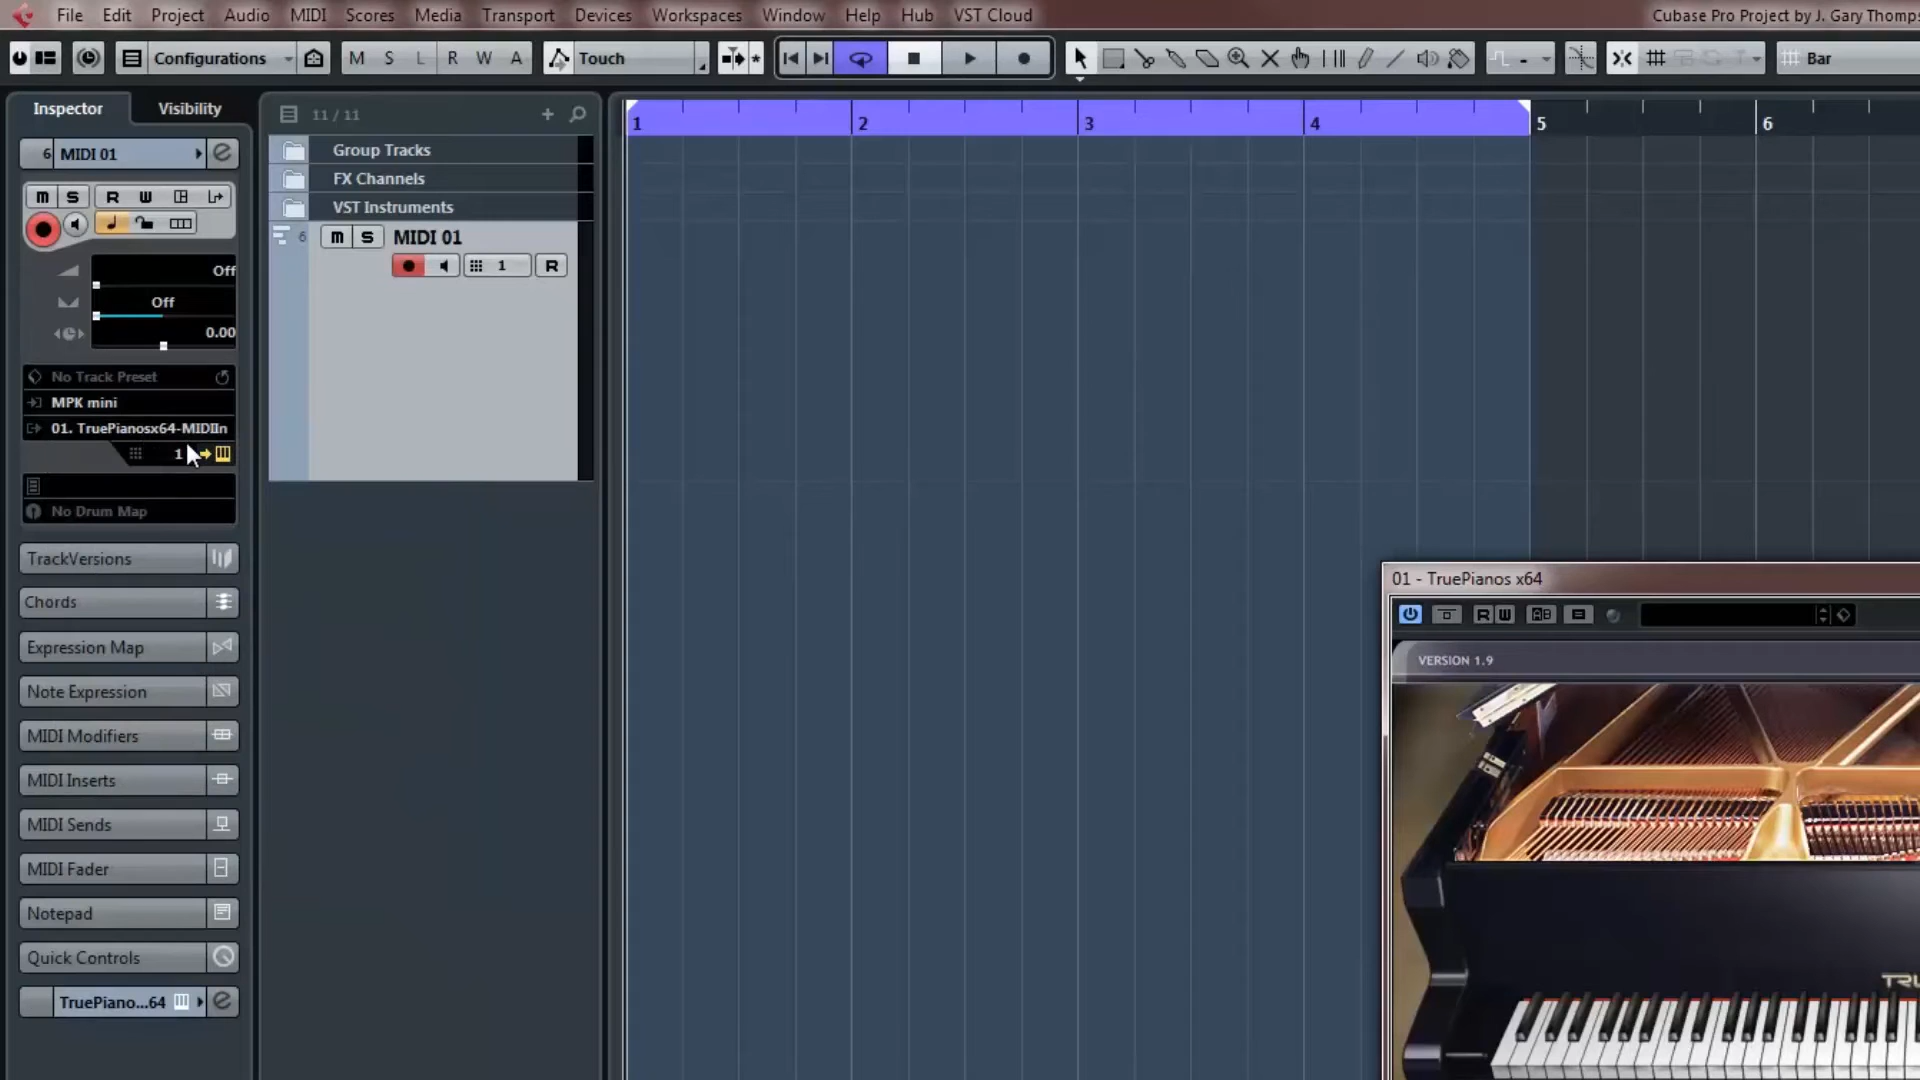 File Edit Project Audio MIDI Scores Media Transport Devices Workspaces Window Help Hub VST Cloud
Cubase Pro Project by J. Gary Thomps
Configurations M S L R W A Touch Bar
Inspector Visibility
11 / 11
1 2 3 4 5 6
6 MIDI 01
M S R W
Off
Off
0.00
No Track Preset
MPK mini
01. TruePianosx64-MIDIIn
1
No Drum Map
TrackVersions
Chords
Expression Map
Note Expression
MIDI Modifiers
MIDI Inserts
MIDI Sends
MIDI Fader
Notepad
Quick Controls
TruePiano...64
Group Tracks
FX Channels
VST Instruments
6 M S MIDI 01
1 R
01 - TruePianos x64
R W AB
VERSION 1.9